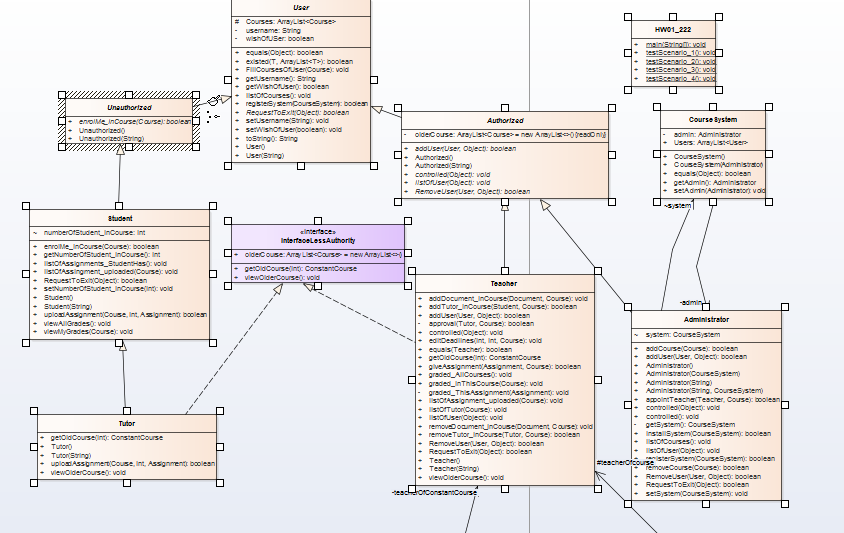 User
# Courses: ArrayList<Course>
- username: String
- wishOfUSer: boolean
+ equals(Object): boolean
+ existed(T, ArrayList<T>): boolean
+ FillCoursesOfUser(Course): void
+ getUsername(): String
+ getWishOfUser(): boolean
+ listOfCourses(): void
+ registerSystem(CourseSystem): boolean
+ RequestToExit(Object): boolean
+ setUsername(String): void
+ setWishOfUser(boolean): void
+ toString(): String
+ User()
+ User(String)
HW01_222
+ main(String[]): void
+ testScenario_1(): void
+ testScenario_2(): void
+ testScenario_3(): void
+ testScenario_4(): void
Unauthorized
+ enrolMe_inCourse(Course): boolean
+ Unauthorized()
+ Unauthorized(String)
Authorized
- olderCourse: ArrayList<Course> = new ArrayList<>() {readOnly}
+ addUser(User, Object): boolean
+ Authorized()
+ Authorized(String)
+ controlled(Object): void
+ listOfUser(Object): void
+ RemoveUser(User, Object): boolean
CourseSystem
- admin: Administrator
+ Users: ArrayList<User>
+ CourseSystem()
+ CourseSystem(Administrator)
+ equals(Object): boolean
+ getAdmin(): Administrator
+ setAdmin(Administrator): void
~system
-admin
Student
~ numberOfStudent_inCourse: int
+ enrolMe_inCourse(Course): boolean
+ getNumberOfStudent_inCourse(): int
+ listOfAssignments_StudentHas(): void
+ listOfAssignment_uploaded(Course): void
+ RequestToExit(Object): boolean
+ setNumberOfStudent_inCourse(int): void
+ Student()
+ Student(String)
+ uploadAssignment(Course, int, Assignment): boolean
+ viewAllGrades(): void
+ viewMyGrades(Course): void
«interface»
InterfaceLessAuthority
+ olderCourse: ArrayList<Course> = new ArrayList<>()
+ getOldCourse(int): ConstantCourse
+ viewOlderCourse(): void
Teacher
+ addDocument_inCourse(Document, Course): void
+ addTutor_inCourse(Student, Course): void
+ addUser(User, Object): boolean
- approval(Tutor, Course): boolean
+ controlled(Object): void
+ editDeadlines(int, int, Course): void
+ equals(Teacher): boolean
+ getOldCourse(int): ConstantCourse
+ giveAssignment(Assignment, Course): void
+ graded_AllCourses(): void
+ graded_inThisCourse(Course): void
- graded_ThisAssignment(Assignment): void
+ listOfAssignment_uploaded(Course): void
+ listOfTutor(Course): void
+ listOfUser(Object): void
+ removeDocument_inCourse(Document, Course): void
+ removeTutor_inCourse(Tutor, Course): boolean
+ RemoveUser(User, Object): boolean
+ RequestToExit(Object): boolean
+ Teacher()
+ Teacher(String)
+ viewOlderCourse(): void
Administrator
~ system: CourseSystem
+ addCourse(Course): boolean
+ addUser(User, Object): boolean
+ Administrator()
+ Administrator(CourseSystem)
+ Administrator(String)
+ Administrator(String, CourseSystem)
+ appointTeacher(Teacher, Course): boolean
+ controlled(Object): void
+ controlled(): void
- getSystem(): CourseSystem
+ installSystem(CourseSystem): boolean
+ listOfCourses(): void
+ listOfUser(Object): void
+ registerSystem(CourseSystem): boolean
+ removeCourse(Course): boolean
+ RemoveUser(User, Object): boolean
+ RequestToExit(Object): boolean
+ setSystem(CourseSystem): void
Tutor
+ getOldCourse(int): ConstantCourse
+ Tutor()
+ Tutor(String)
+ uploadAssignment(Course, int, Assignment): boolean
+ viewOlderCourse(): void
#teacherOfcourse
-teacherOfConstantCourse